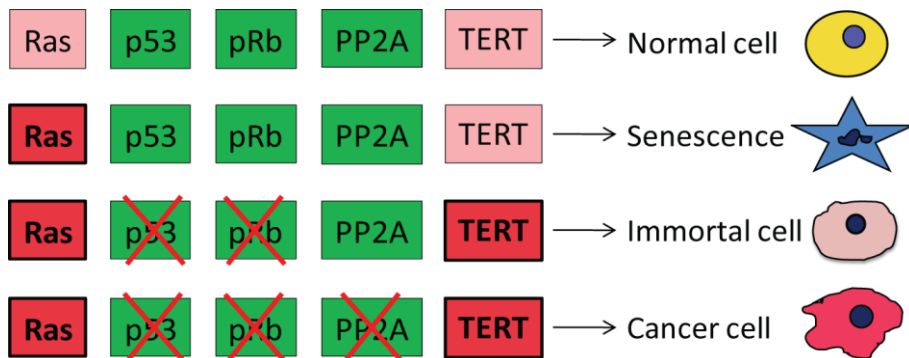 Ras p53 pRb PP2A TERT Normal cell
Ras p53 pRb PP2A TERT Senescence
Ras p53 pRb PP2A TERT Immortal cell
Ras p53 pRb PP2A TERT Cancer cell